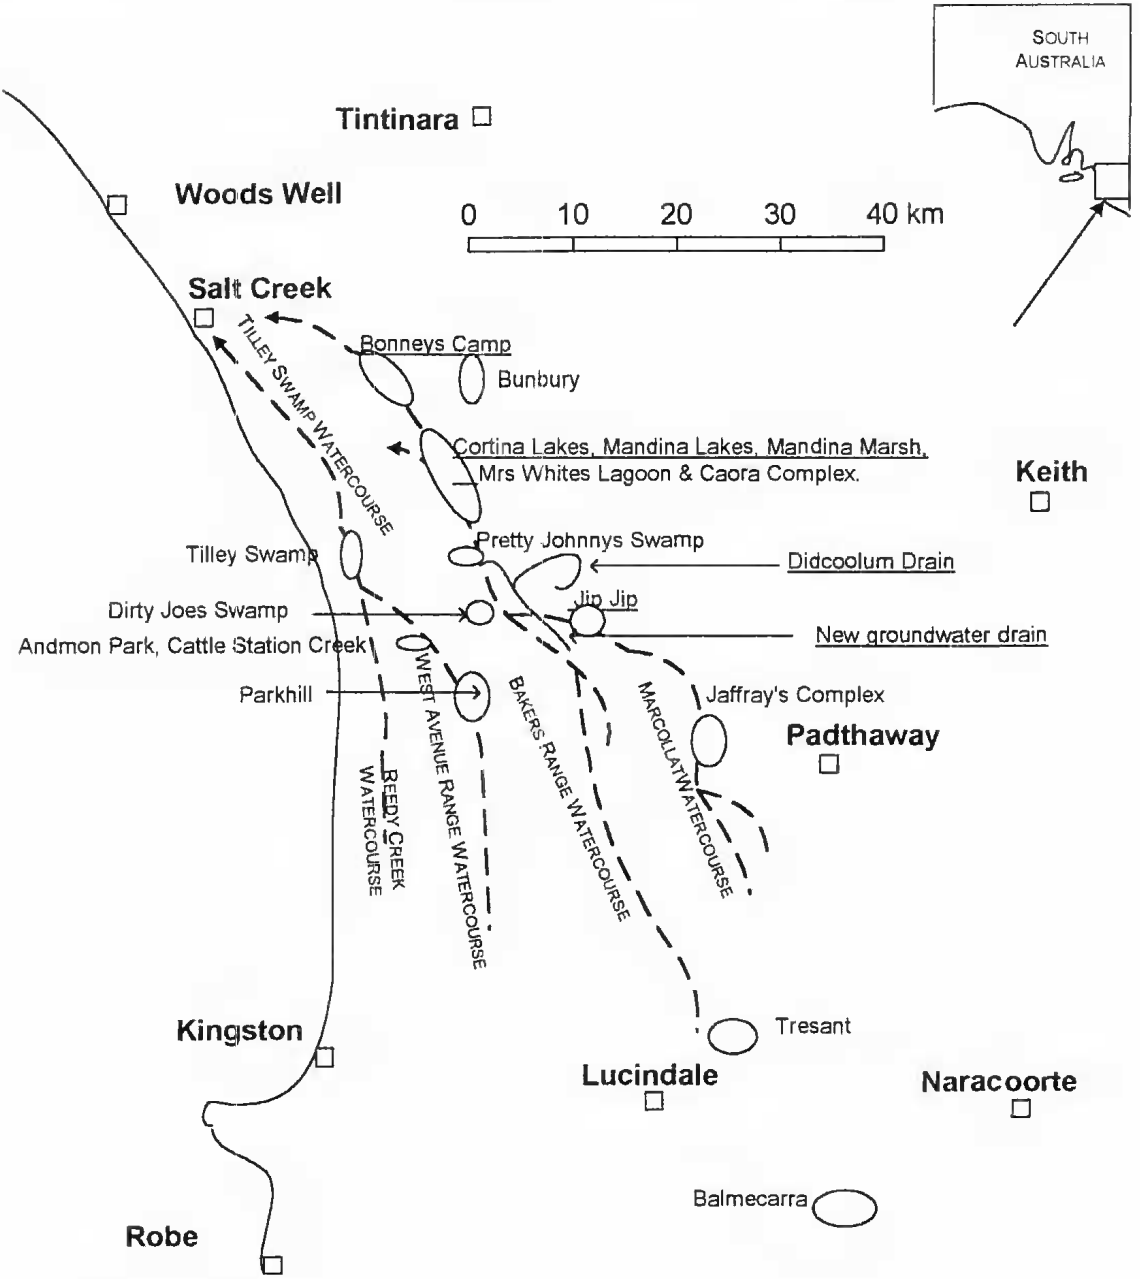 SOUTH
AUSTRALIA
Tintinara
Woods Well
0 10 20 30 40 km
Salt Creek
TILLEY SWAMP WATERCOURSE
Bonneys Camp
Bunbury
Cortina Lakes, Mandina Lakes, Mandina Marsh,
Mrs Whites Lagoon & Caora Complex.
Keith
Pretty Johnnys Swamp
Tilley Swamp
Didcoolum Drain
Jip Jip
Dirty Joes Swamp
New groundwater drain
Andmon Park, Cattle Station Creek
Parkhill
Jaffray's Complex
Padthaway
REEDY CREEK
WATERCOURSE
WEST AVENUE RANGE WATERCOURSE
BAKERS RANGE WATERCOURSE
MARCOLLAT WATERCOURSE
Kingston
Tresant
Lucindale
Naracoorte
Balmecarra
Robe